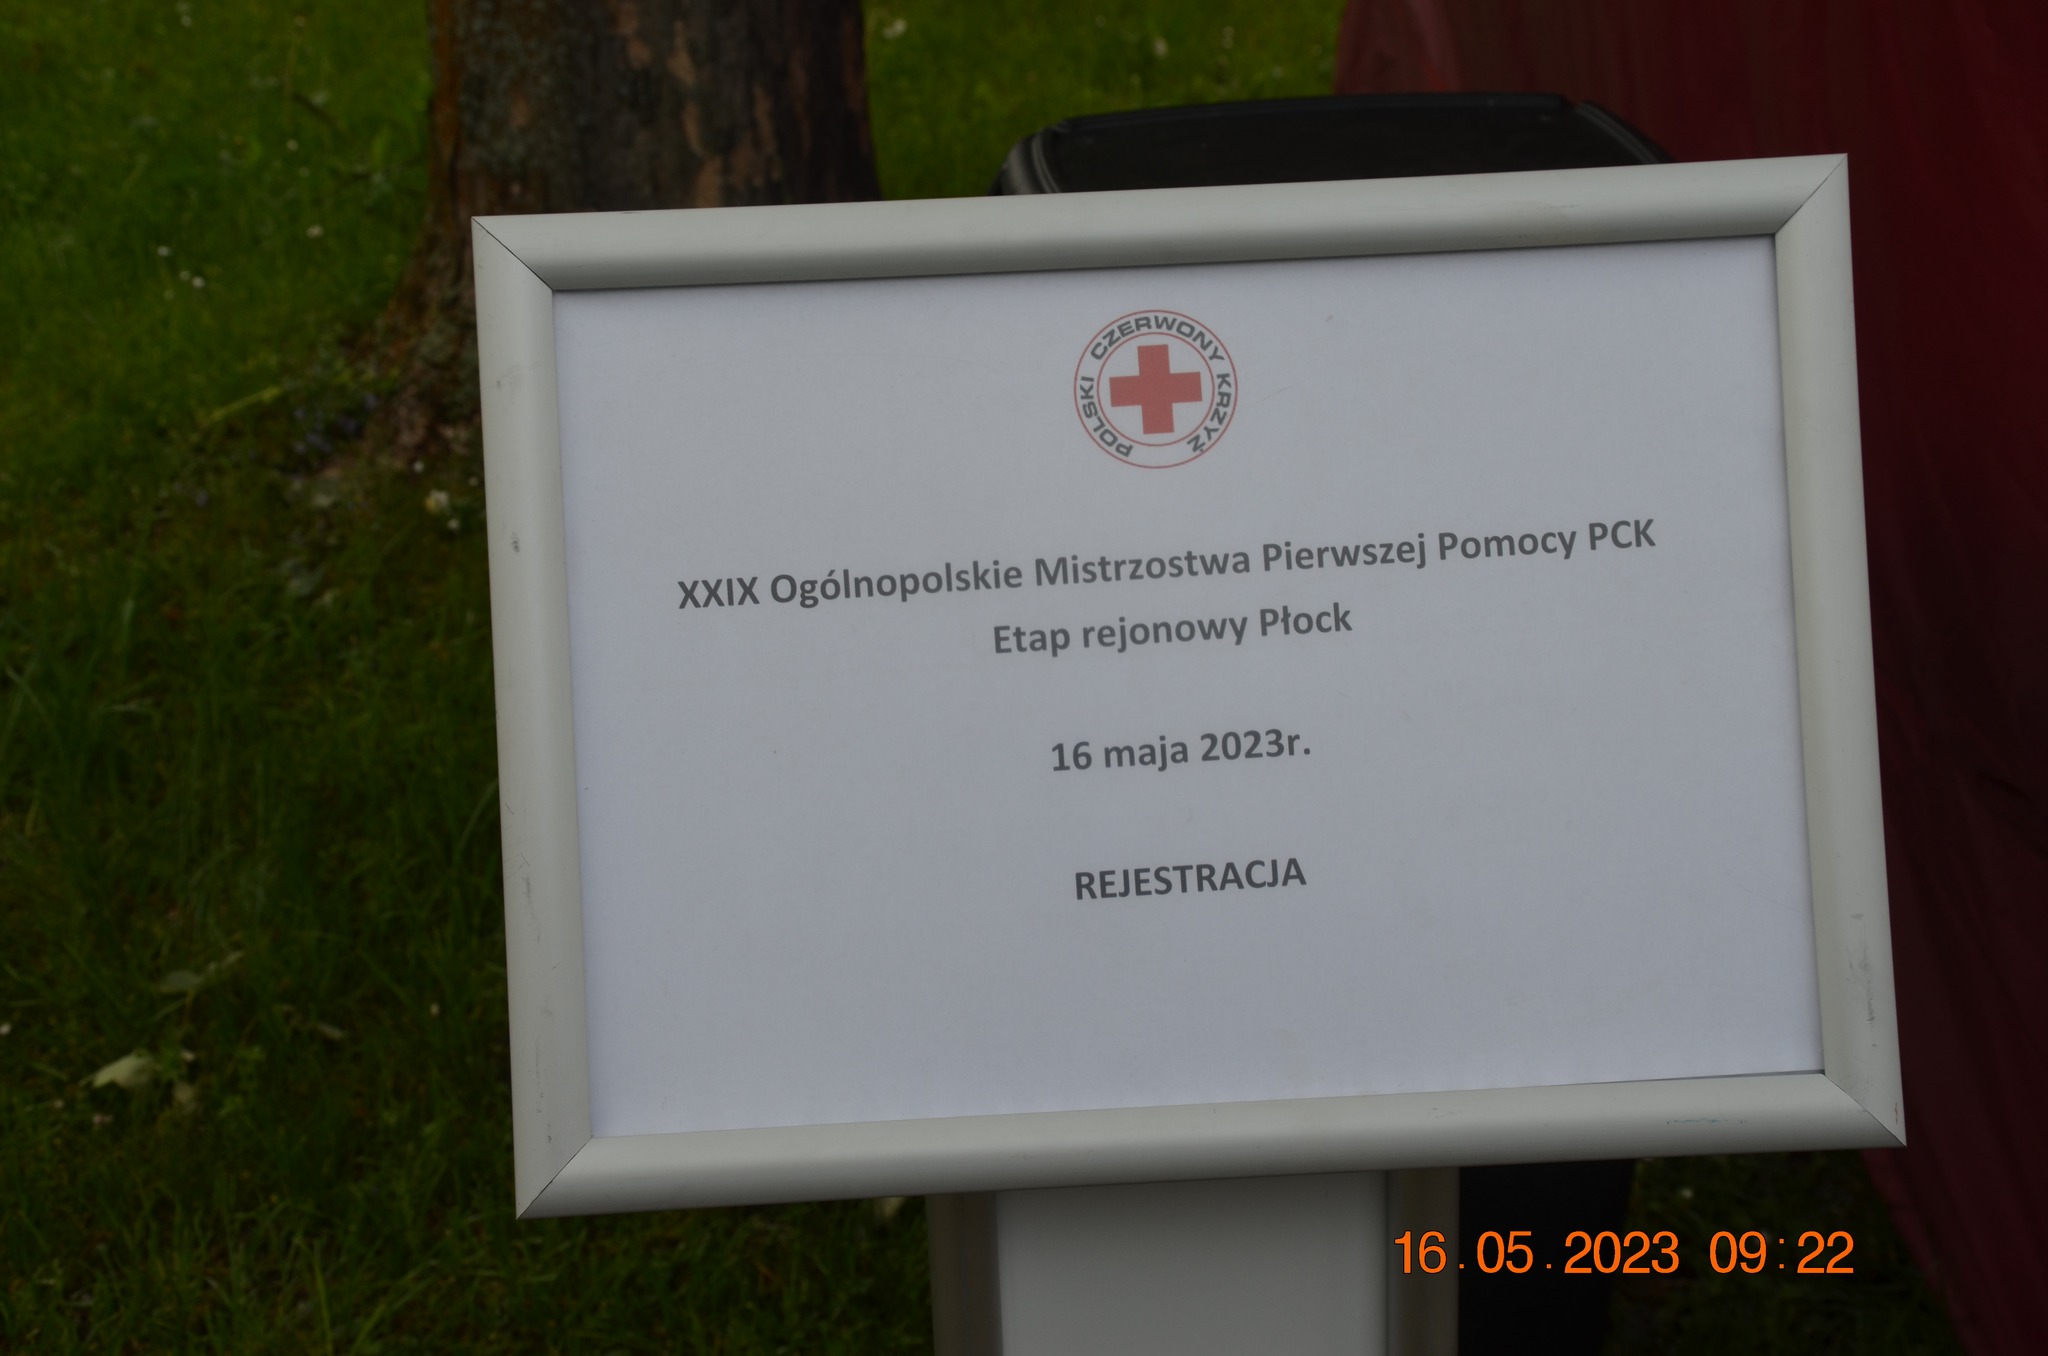 POLSKI CZERWONY KRZYŻ
XXIX Ogólnopolskie Mistrzostwa Pierwszej Pomocy PCK
Etap rejonowy Płock
16 maja 2023r.
REJESTRACJA
16.05.2023 09:22